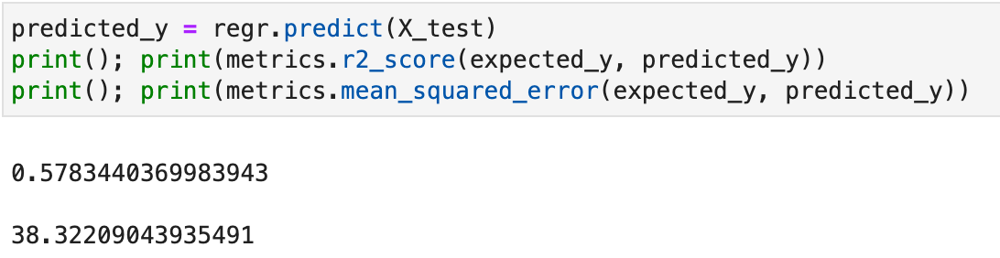 predicted_y = regr.predict(X_test)
print(); print(metrics.r2_score(expected_y, predicted_y))
print(); print(metrics.mean_squared_error(expected_y, predicted_y))
0.5783440369983943
38.32209043935491